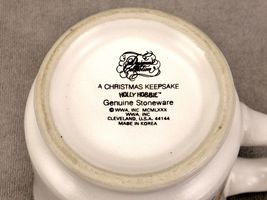 A CHRISTMAS KEEPSAKE
HOLLY HOBBIE™
Genuine Stoneware
© WWA, INC MCMLXXX
WWA, INC
CLEVELAND, U.S.A. 44144
MADE IN KOREA